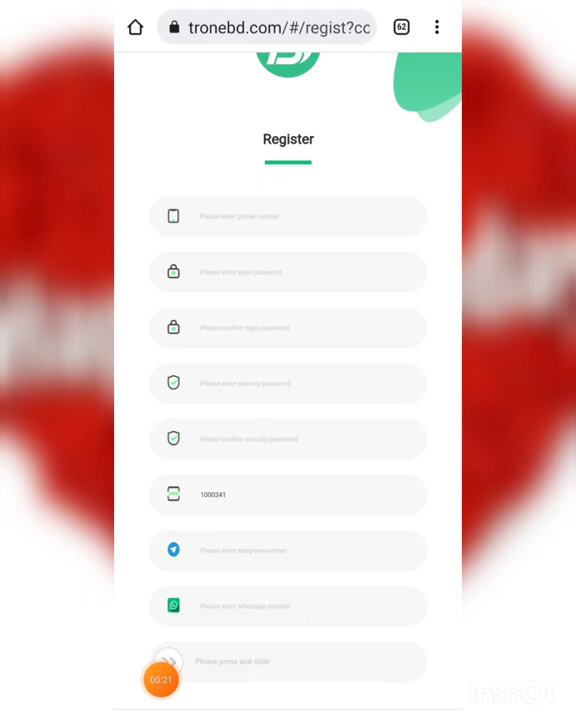 tronebd.com/#/regist?cc
62
Register
Please enter phone number
Please enter login password
Please confirm login password
Please enter security password
Please confirm security password
1000341
Please enter telegram number
Please enter whatsapp number
Please press and slide
00:21
InShOt